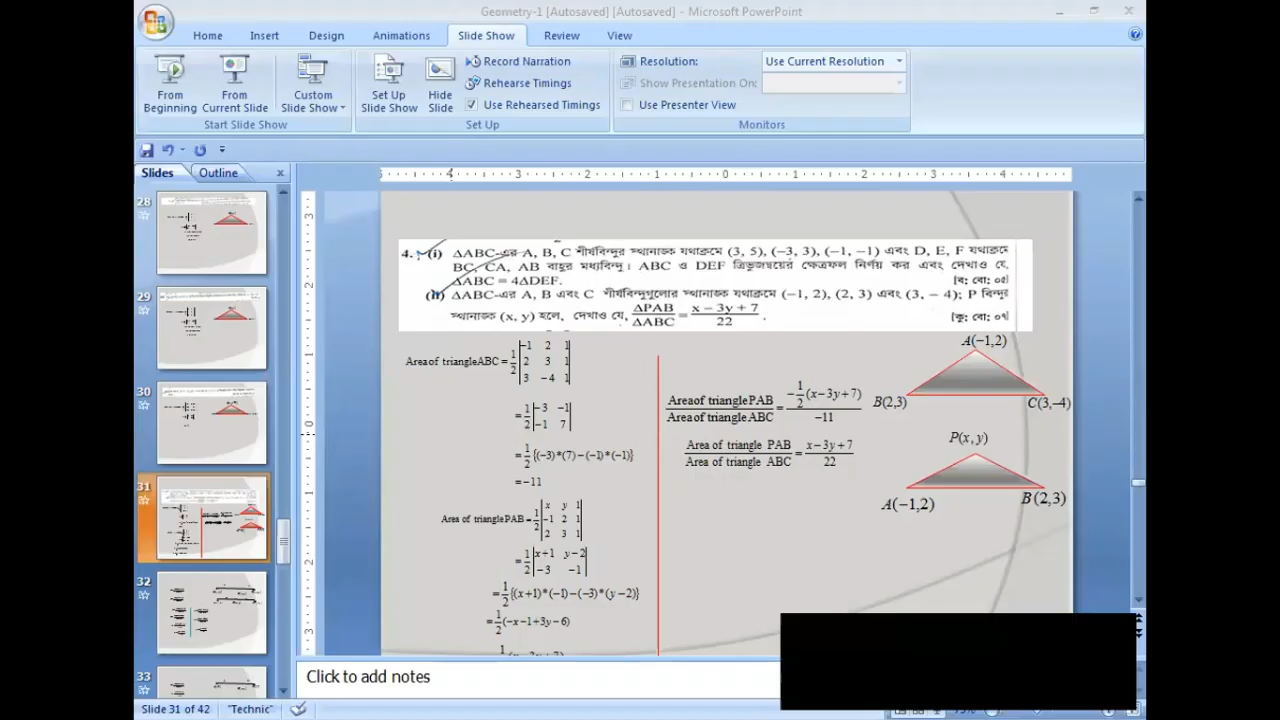 Geometry-1 [Autosaved] [Autosaved] - Microsoft PowerPoint
Home Insert Design Animations Slide Show Review View
From Beginning
From Current Slide
Custom Slide Show
Start Slide Show
Set Up Slide Show
Hide Slide
Record Narration
Rehearse Timings
Use Rehearsed Timings
Set Up
Resolution: Use Current Resolution
Show Presentation On:
Use Presenter View
Monitors
Slides Outline
28
29
30
31
32
33
4. (i) ΔABC-এর A, B, C শীর্ষবিন্দুর স্থানাঙ্ক যথাক্রমে (3, 5), (−3, 3), (−1, −1) এবং D, E, F যথাক্রমে
BC, CA, AB বাহুর মধ্যবিন্দু। ABC ও DEF ত্রিভুজদ্বয়ের ক্ষেত্রফল নির্ণয় কর এবং দেখাও যে,
ΔABC = 4ΔDEF. [ব: বো: ০৫]
(ii) ΔABC-এর A, B এবং C শীর্ষবিন্দুগুলোর স্থানাঙ্ক যথাক্রমে (−1, 2), (2, 3) এবং (3, − 4); P বিন্দুর
স্থানাঙ্ক (x, y) হলে, দেখাও যে, ΔPAB/ΔABC = x − 3y + 7/22 . [কু: বো: ০৭
Area of triangle ABC = 1/2 |−1 2 1|
|2 3 1|
|3 −4 1|
= 1/2 |−3 −1|
|−1 7|
= 1/2 {(−3)*(7)−(−1)*(−1)}
= −11
Area of triangle PAB = 1/2 |x y 1|
|−1 2 1|
|2 3 1|
= 1/2 |x+1 y−2|
|−3 −1|
= 1/2 {(x+1)*(−1)−(−3)*(y−2)}
= 1/2 (−x−1+3y−6)
Area of triangle PAB/Area of triangle ABC = −1/2 (x−3y+7)/−11
Area of triangle PAB/Area of triangle ABC = x−3y+7/22
A(−1,2)
B(2,3)
C(3,−4)
P(x, y)
A(−1,2)
B(2,3)
Click to add notes
Slide 31 of 42 "Technic"